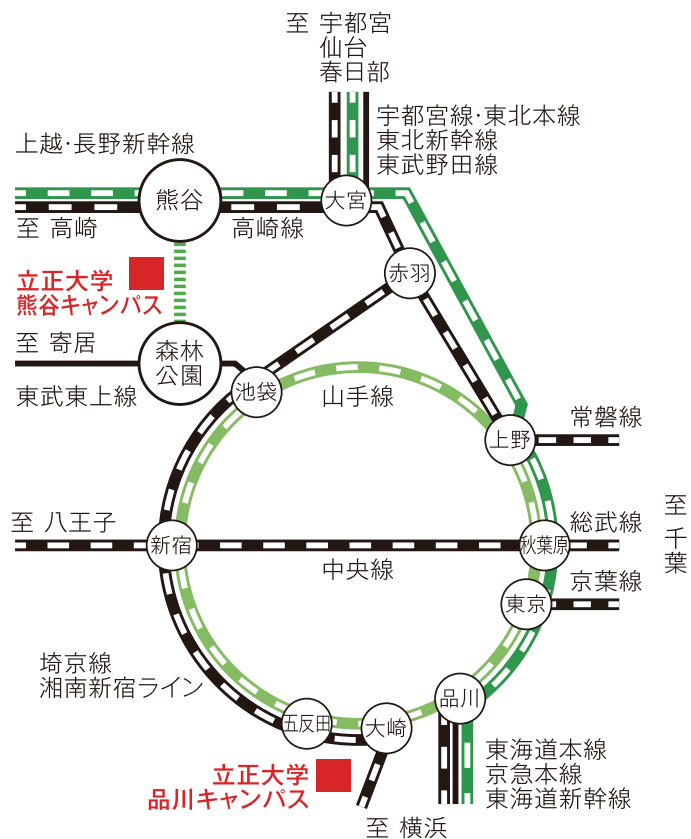 至 宇都宮
仙台
春日部
宇都宮線・東北本線
東北新幹線
東武野田線
上越・長野新幹線
熊谷
大宮
至 高崎
高崎線
赤羽
立正大学
熊谷キャンパス
至 寄居
森林
公園
東武東上線
池袋
山手線
上野
常磐線
至 千葉
至 八王子
新宿
中央線
秋葉原
総武線
京葉線
東京
埼京線
湘南新宿ライン
五反田
大崎
品川
立正大学
品川キャンパス
東海道本線
京急本線
東海道新幹線
至 横浜